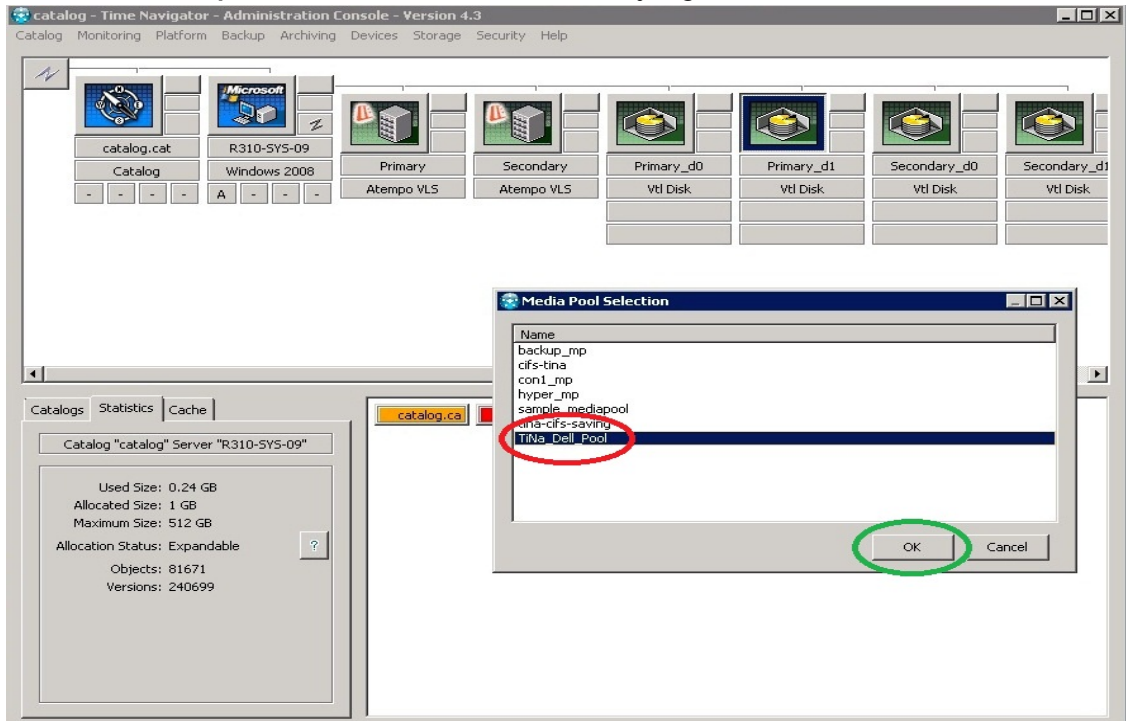 catalog - Time Navigator - Administration Console - Version 4.3
Catalog Monitoring Platform Backup Archiving Devices Storage Security Help
Microsoft
catalog.cat R310-SYS-09 Primary Secondary Primary_d0 Primary_d1 Secondary_d0 Secondary_d1
Catalog Windows 2008 Atempo VLS Atempo VLS Vtl Disk Vtl Disk Vtl Disk Vtl Disk
- - - - A - - -
Media Pool Selection
Name
backup_mp
cifs-tina
con1_mp
hyper_mp
sample_mediapool
tina-cifs-saving
TiNa_Dell_Pool
OK Cancel
Catalogs Statistics Cache
catalog.ca
Catalog "catalog" Server "R310-SYS-09"
Used Size: 0.24 GB
Allocated Size: 1 GB
Maximum Size: 512 GB
Allocation Status: Expandable ?
Objects: 81671
Versions: 240699